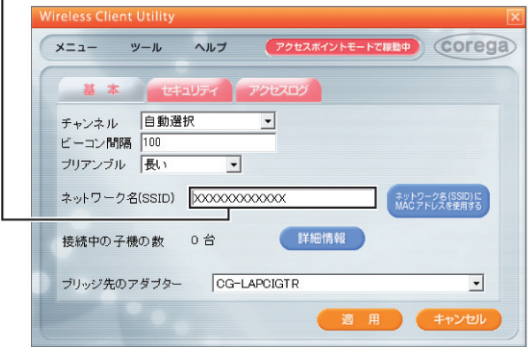 Wireless Client Utility
メニュー ツール ヘルプ アクセスポイントモードで稼動中 corega
基 本 セキュリティ アクセスログ
チャンネル 自動選択
ビーコン間隔 100
プリアンブル 長い
ネットワーク名(SSID) XXXXXXXXXXXX ネットワーク名(SSID)に
MACアドレスを使用する
接続中の子機の数 0 台 詳細情報
ブリッジ先のアダプター CG-LAPCIGTR
適 用 キャンセル